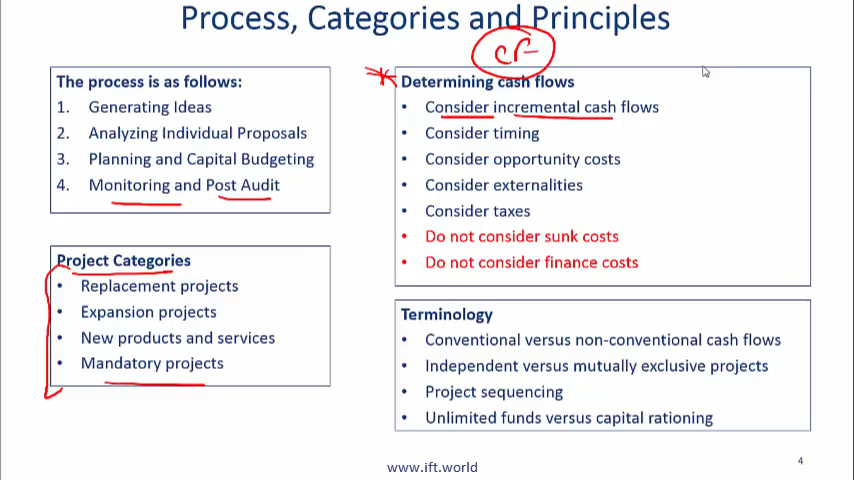 Process, Categories and Principles
CF
The process is as follows:
1. Generating Ideas
2. Analyzing Individual Proposals
3. Planning and Capital Budgeting
4. Monitoring and Post Audit
Project Categories
• Replacement projects
• Expansion projects
• New products and services
• Mandatory projects
Determining cash flows
• Consider incremental cash flows
• Consider timing
• Consider opportunity costs
• Consider externalities
• Consider taxes
• Do not consider sunk costs
• Do not consider finance costs
Terminology
• Conventional versus non-conventional cash flows
• Independent versus mutually exclusive projects
• Project sequencing
• Unlimited funds versus capital rationing
www.ift.world
4